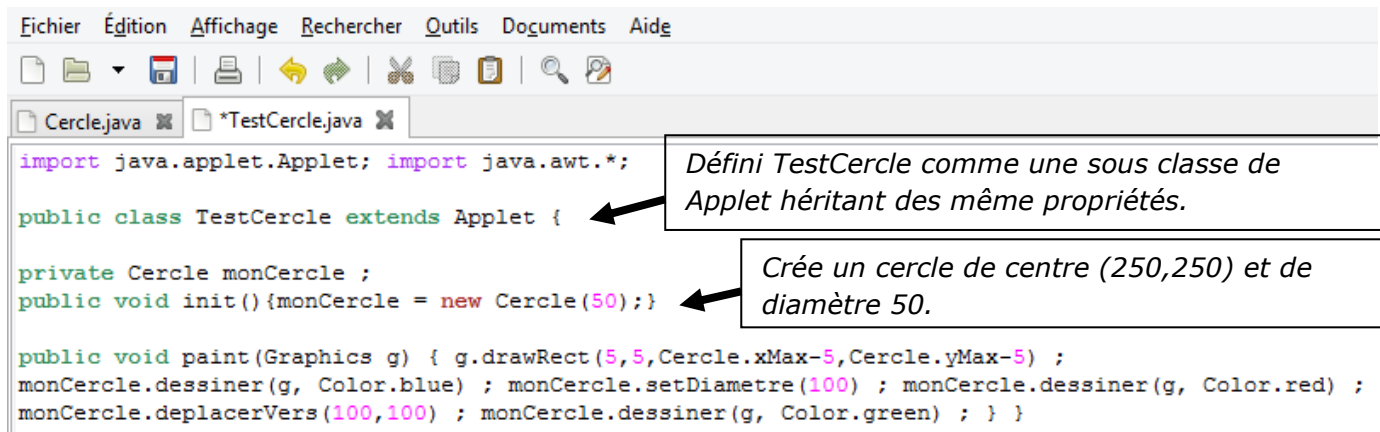 Fichier Édition Affichage Rechercher Outils Documents Aide
Cercle.java *TestCercle.java
import java.applet.Applet; import java.awt.*;
Défini TestCercle comme une sous classe de
Applet héritant des même propriétés.
public class TestCercle extends Applet {
private Cercle monCercle ;
public void init(){monCercle = new Cercle(50);}
Crée un cercle de centre (250,250) et de
diamètre 50.
public void paint(Graphics g) { g.drawRect(5,5,Cercle.xMax-5,Cercle.yMax-5) ;
monCercle.dessiner(g, Color.blue) ; monCercle.setDiametre(100) ; monCercle.dessiner(g, Color.red) ;
monCercle.deplacerVers(100,100) ; monCercle.dessiner(g, Color.green) ; } }